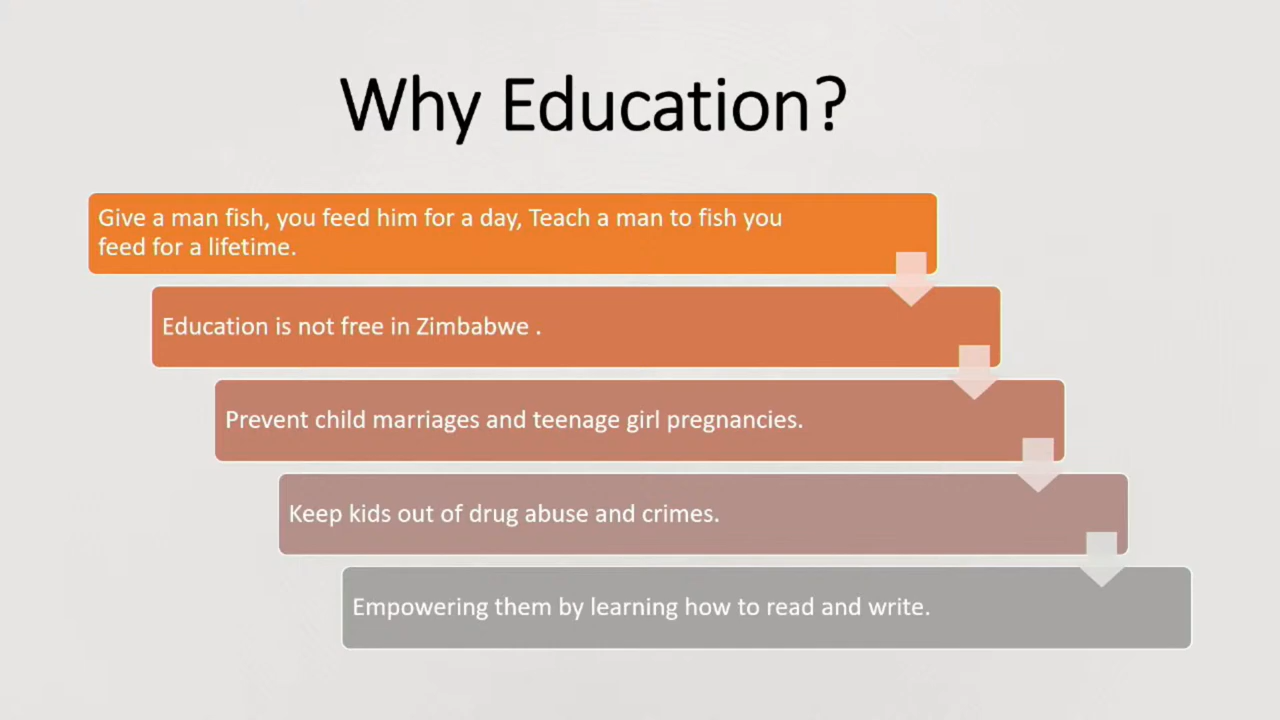 Why Education?
Give a man fish, you feed him for a day, Teach a man to fish you
feed for a lifetime.
Education is not free in Zimbabwe .
Prevent child marriages and teenage girl pregnancies.
Keep kids out of drug abuse and crimes.
Empowering them by learning how to read and write.